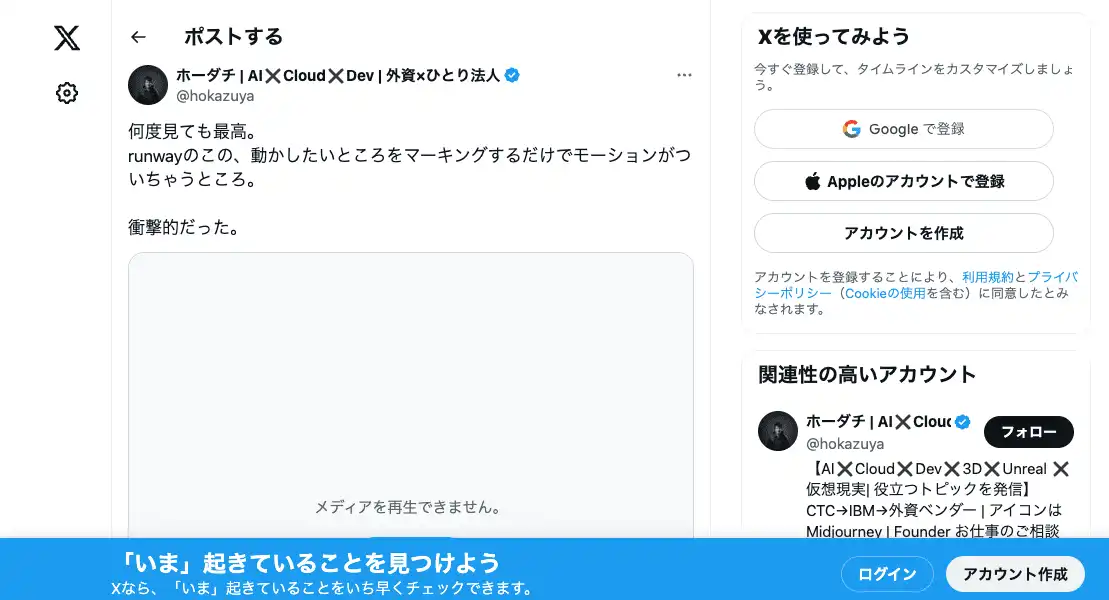 ポストする
ホーダチ | AI❌Cloud❌Dev | 外資×ひとり法人
@hokazuya
何度見ても最高。
runwayのこの、動かしたいところをマーキングするだけでモーションがつ
いちゃうところ。
衝撃的だった。
メディアを再生できません。
Xを使ってみよう
今すぐ登録して、タイムラインをカスタマイズしましょ
う。
Google で登録
Appleのアカウントで登録
アカウントを作成
アカウントを登録することにより、利用規約とプライバ
シーポリシー（Cookieの使用を含む）に同意したとみ
なされます。
関連性の高いアカウント
ホーダチ | AI❌Clouc
@hokazuya
フォロー
【AI❌Cloud❌Dev❌3D❌Unreal ❌
仮想現実| 役立つトピックを発信】
CTC→IBM→外資ベンダー | アイコンは
Midjourney | Founder お仕事のご相談
「いま」起きていることを見つけよう
Xなら、「いま」起きていることをいち早くチェックできます。
ログイン
アカウント作成